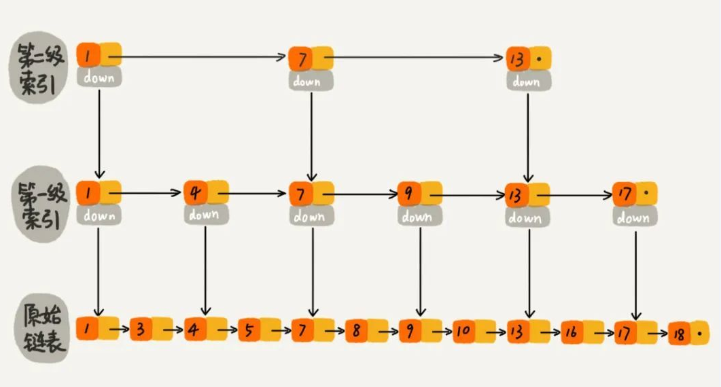 第二级
索引
1 7 13
down down down
第一级
索引
1 4 7 9 13 17
down down down down down down
原始
链表
1 3 4 5 7 8 9 10 13 16 17 18